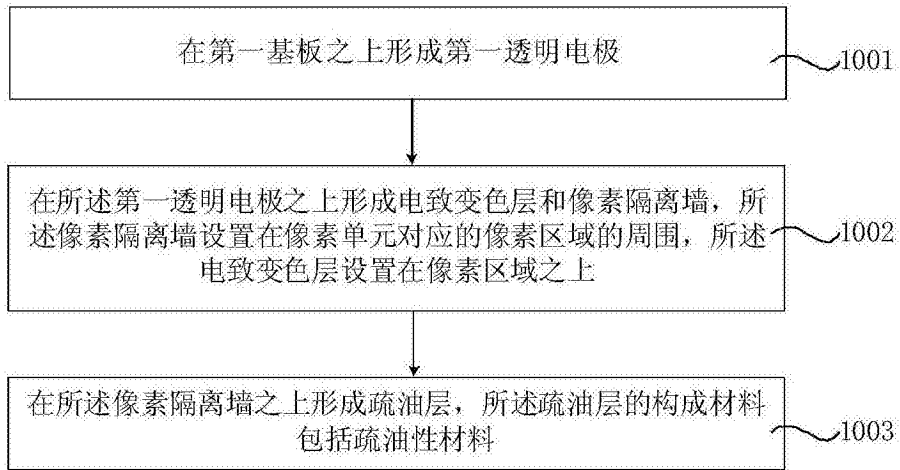 在第一基板之上形成第一透明电极
1001
在所述第一透明电极之上形成电致变色层和像素隔离墙，所
述像素隔离墙设置在像素单元对应的像素区域的周围，所述
电致变色层设置在像素区域之上
1002
在所述像素隔离墙之上形成疏油层，所述疏油层的构成材料
包括疏油性材料
1003